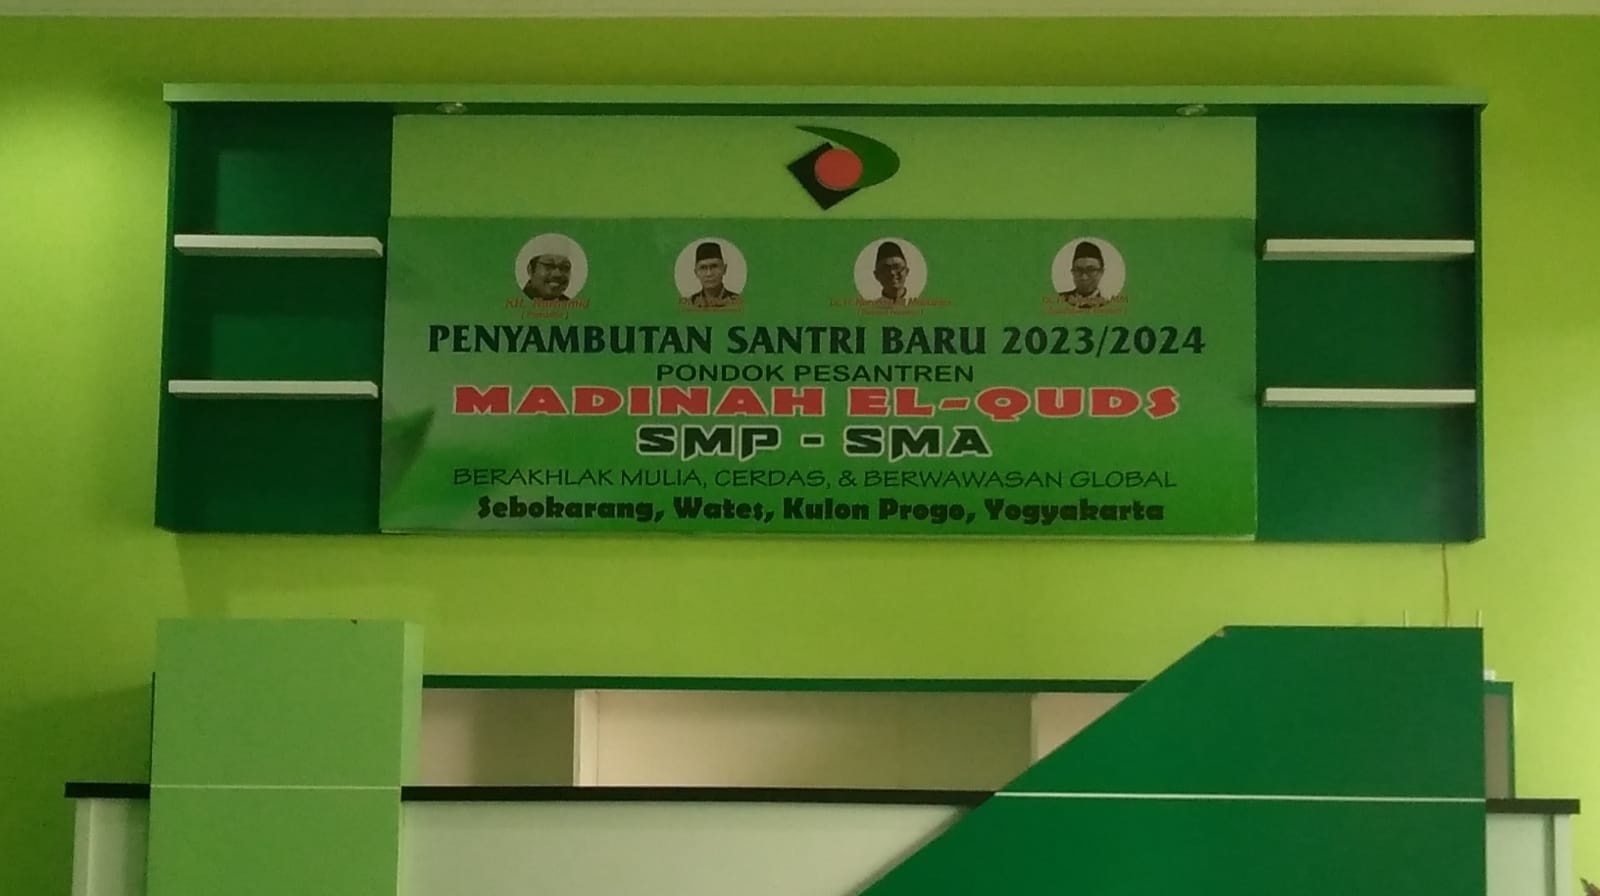 KH.
PENYAMBUTAN SANTRI BARU 2023/2024
PONDOK PESANTREN
MADINAH EL-QUDS
SMP - SMA
BERAKHLAK MULIA, CERDAS, & BERWAWASAN GLOBAL
Sebokarang, Wates, Kulon Progo, Yogyakarta